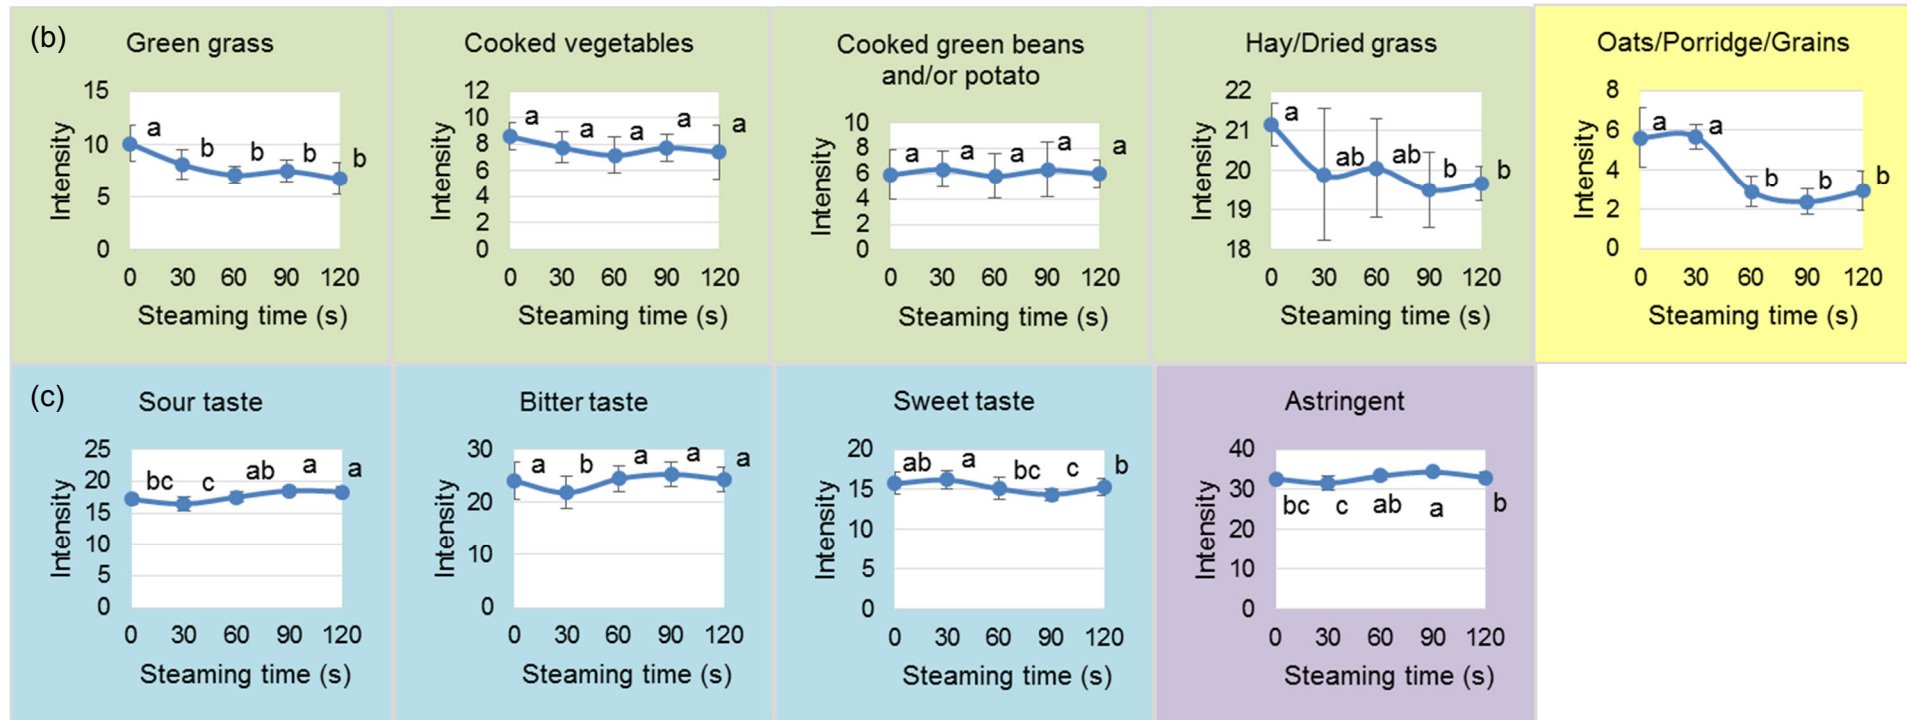 (b)
Green grass
15
10
5
0
Intensity
a
b
b
b
b
0 30 60 90 120
Steaming time (s)
Cooked vegetables
12
10
8
6
4
2
0
Intensity
a
a
a
a
a
0 30 60 90 120
Steaming time (s)
Cooked green beans
and/or potato
10
8
6
4
2
0
Intensity
a
a
a
a
a
0 30 60 90 120
Steaming time (s)
Hay/Dried grass
22
21
20
19
18
Intensity
a
ab
ab
b
b
0 30 60 90 120
Steaming time (s)
Oats/Porridge/Grains
8
6
4
2
0
Intensity
a
a
b
b
b
0 30 60 90 120
Steaming time (s)
(c)
Sour taste
25
20
15
10
5
0
Intensity
bc
c
ab
a
a
0 30 60 90 120
Steaming time (s)
Bitter taste
30
20
10
0
Intensity
a
b
a
a
a
0 30 60 90 120
Steaming time (s)
Sweet taste
20
15
10
5
0
Intensity
ab
a
bc
c
b
0 30 60 90 120
Steaming time (s)
Astringent
40
30
20
10
0
Intensity
bc
c
ab
a
b
0 30 60 90 120
Steaming time (s)